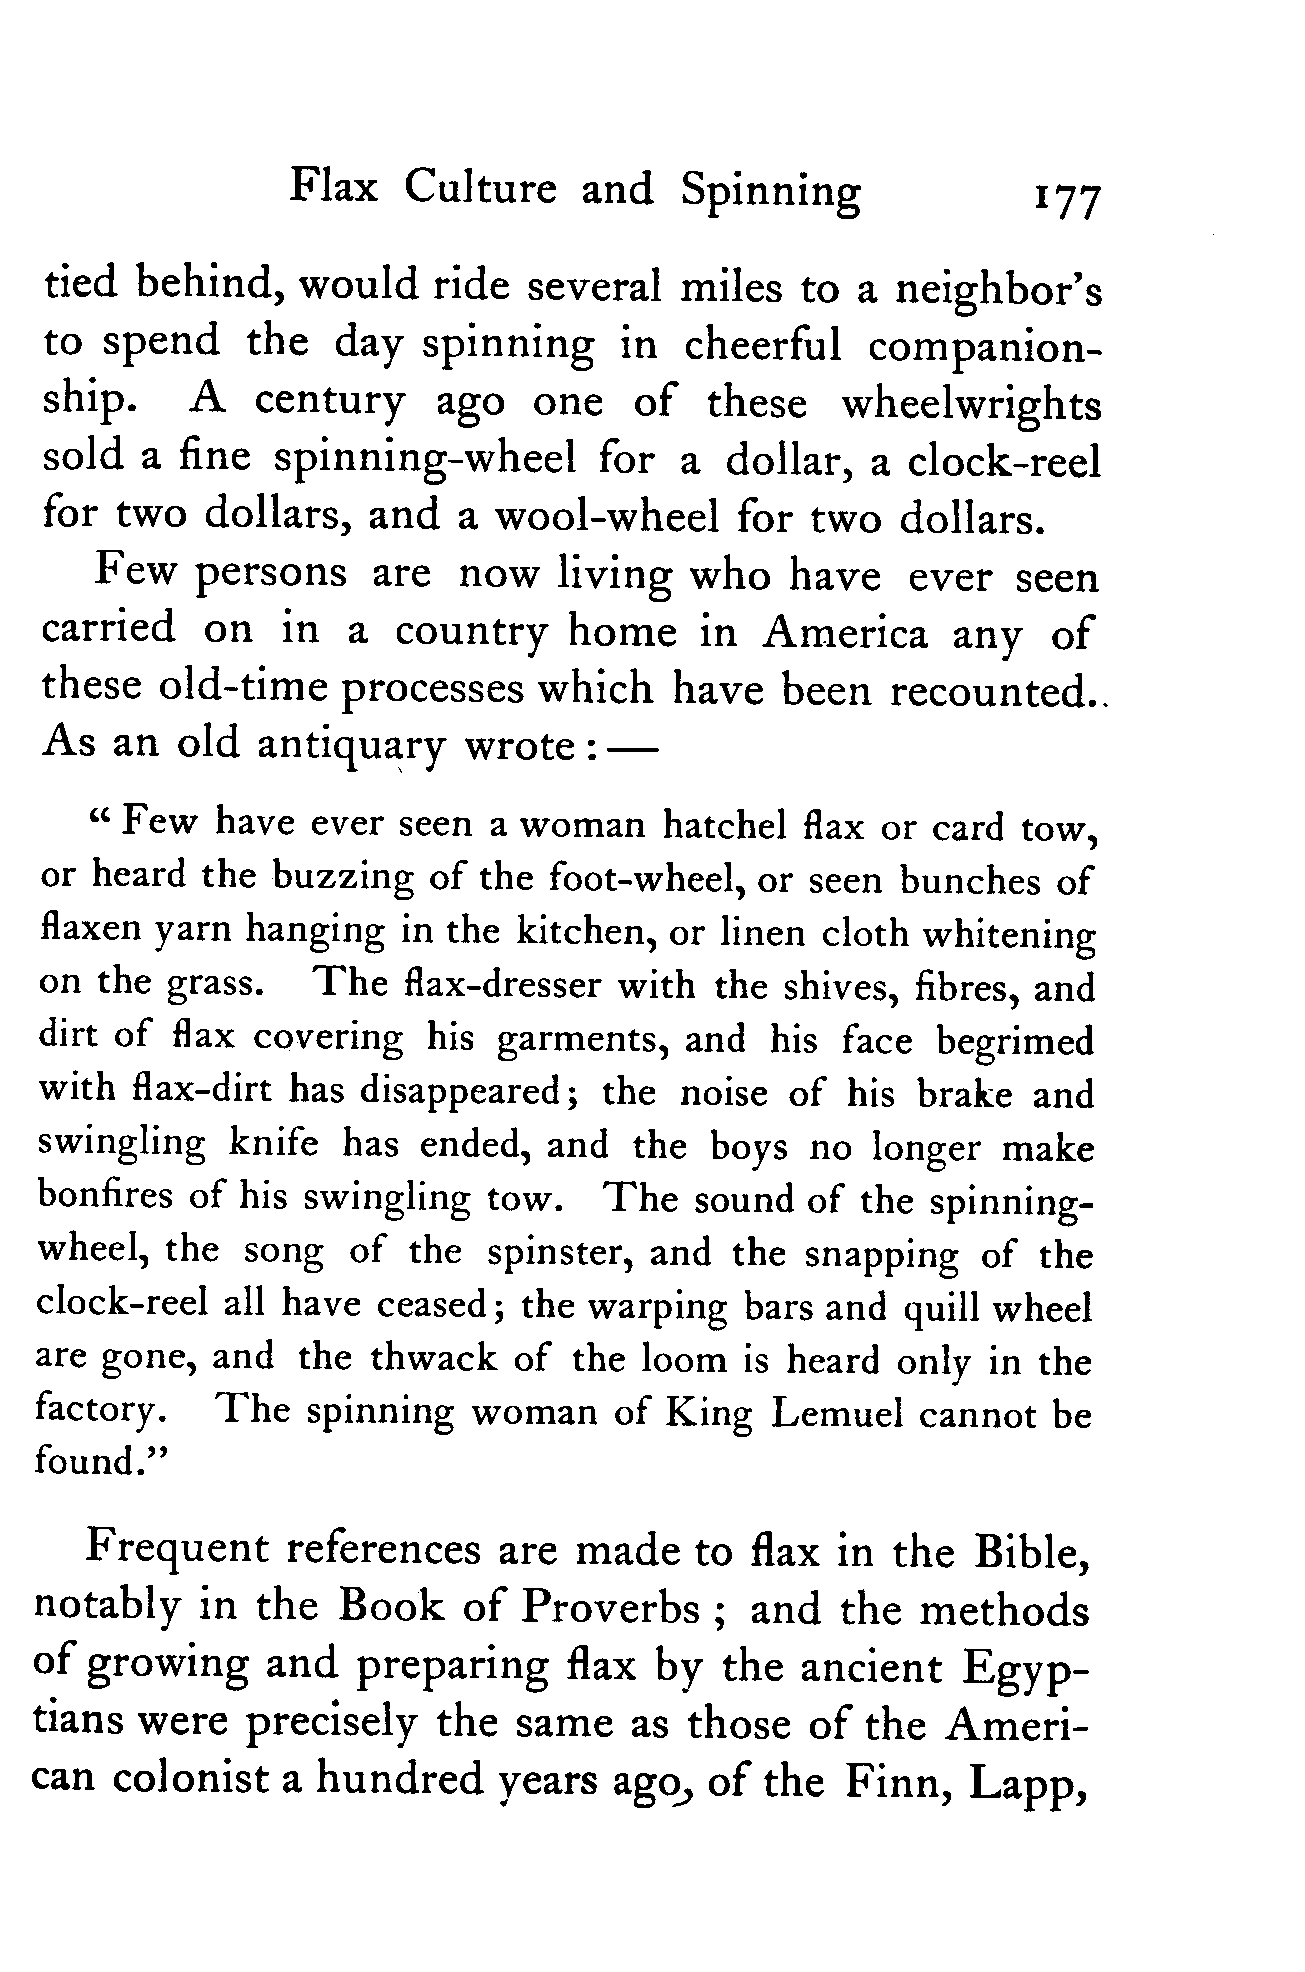 Flax Culture and Spinning 177
tied behind, would ride several miles to a neighbor's
to spend the day spinning in cheerful companion-
ship. A century ago one of these wheelwrights
sold a fine spinning-wheel for a dollar, a clock-reel
for two dollars, and a wool-wheel for two dollars.
Few persons are now living who have ever seen
carried on in a country home in America any of
these old-time processes which have been recounted..
As an old antiquary wrote : —
“ Few have ever seen a woman hatchel flax or card tow,
or heard the buzzing of the foot-wheel, or seen bunches of
flaxen yarn hanging in the kitchen, or linen cloth whitening
on the grass. The flax-dresser with the shives, fibres, and
dirt of flax covering his garments, and his face begrimed
with flax-dirt has disappeared; the noise of his brake and
swingling knife has ended, and the boys no longer make
bonfires of his swingling tow. The sound of the spinning-
wheel, the song of the spinster, and the snapping of the
clock-reel all have ceased; the warping bars and quill wheel
are gone, and the thwack of the loom is heard only in the
factory. The spinning woman of King Lemuel cannot be
found.”
Frequent references are made to flax in the Bible,
notably in the Book of Proverbs ; and the methods
of growing and preparing flax by the ancient Egyp-
tians were precisely the same as those of the Ameri-
can colonist a hundred years ago, of the Finn, Lapp,